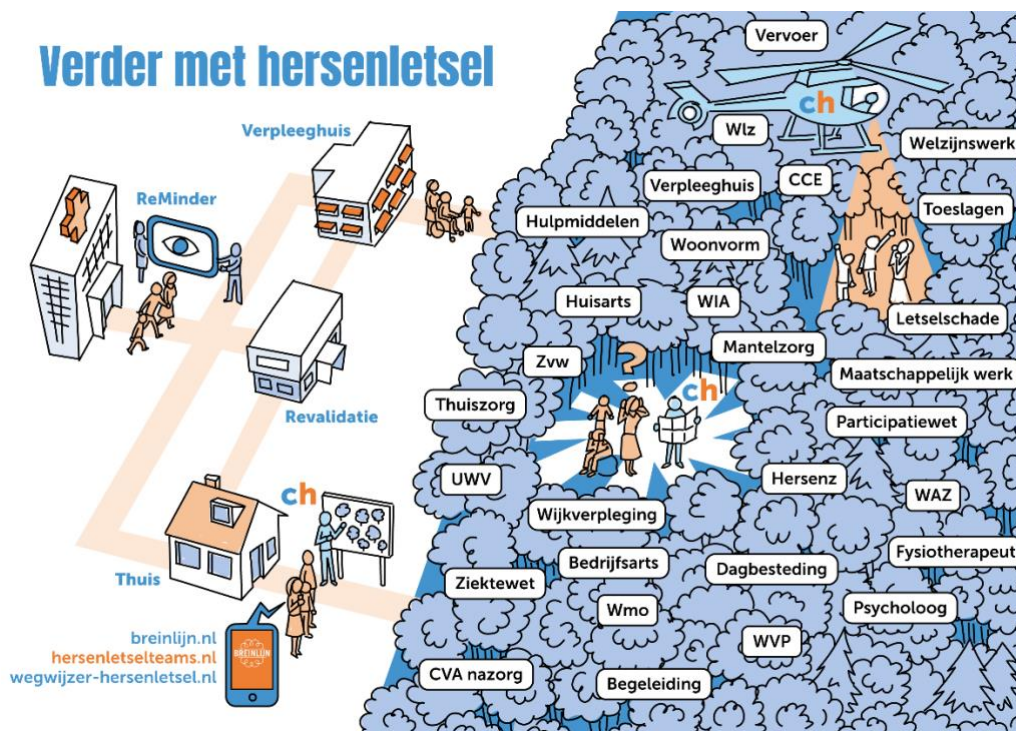 Verder met hersenletsel
Verpleeghuis
ReMinder
Revalidatie
ch
Thuis
BREINLIJN
breinlijn.nl
hersenletselteams.nl
wegwijzer-hersenletsel.nl
Vervoer
ch
Wlz
Welzijnswerk
Verpleeghuis
CCE
Toeslagen
Hulpmiddelen
Woonvorm
Huisarts
WIA
Letselschade
Mantelzorg
Zvw
?
ch
Maatschappelijk werk
Thuiszorg
Participatiewet
UWV
Hersenz
WAZ
Wijkverpleging
Fysiotherapeut
Bedrijfsarts
Dagbesteding
Ziektewet
Wmo
Psycholoog
WVP
CVA nazorg
Begeleiding